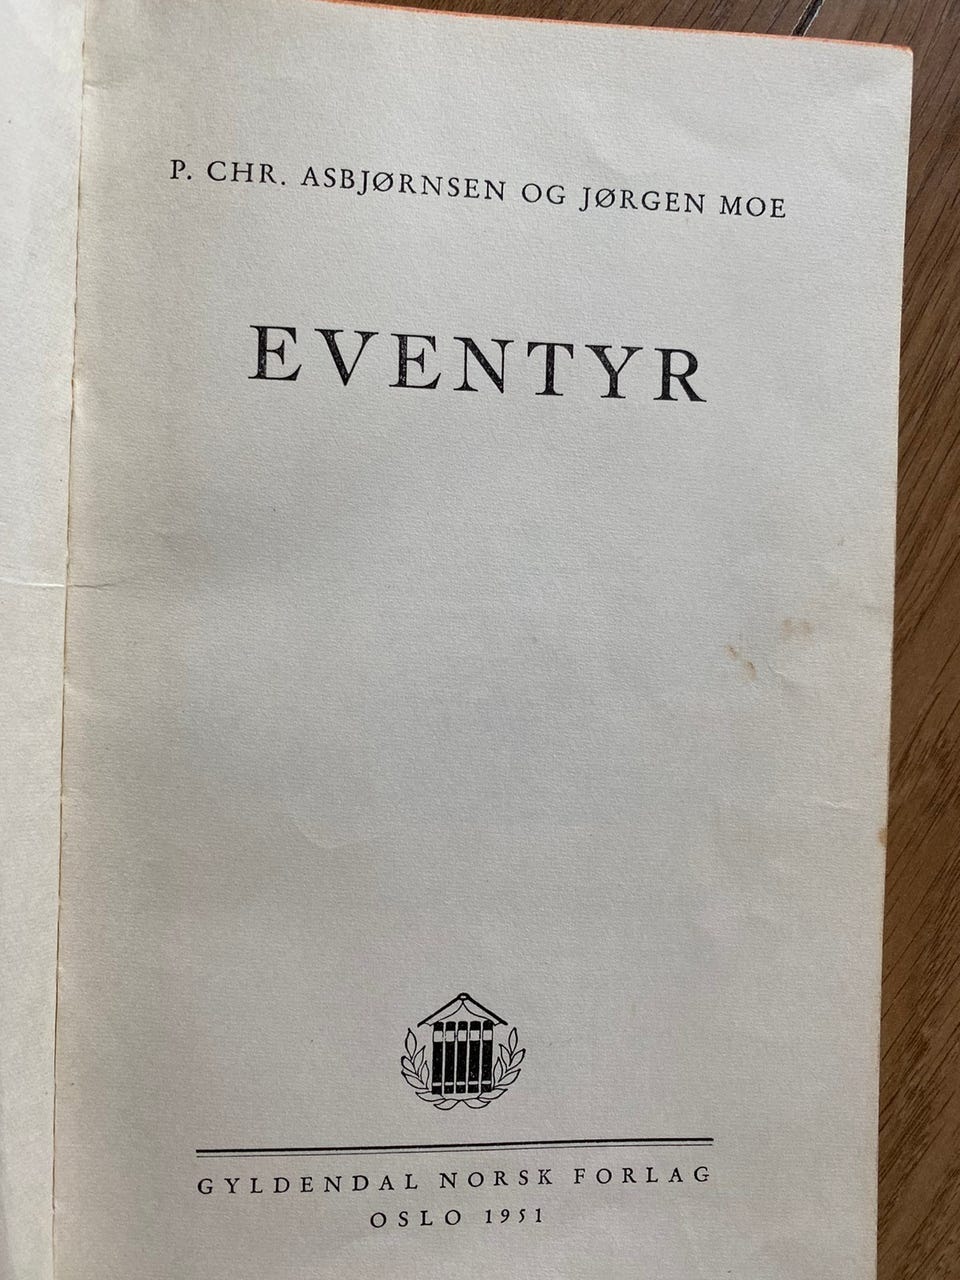 P. CHR. ASBJØRNSEN OG JØRGEN MOE
EVENTYR
GYLDENDAL NORSK FORLAG
OSLO 1951